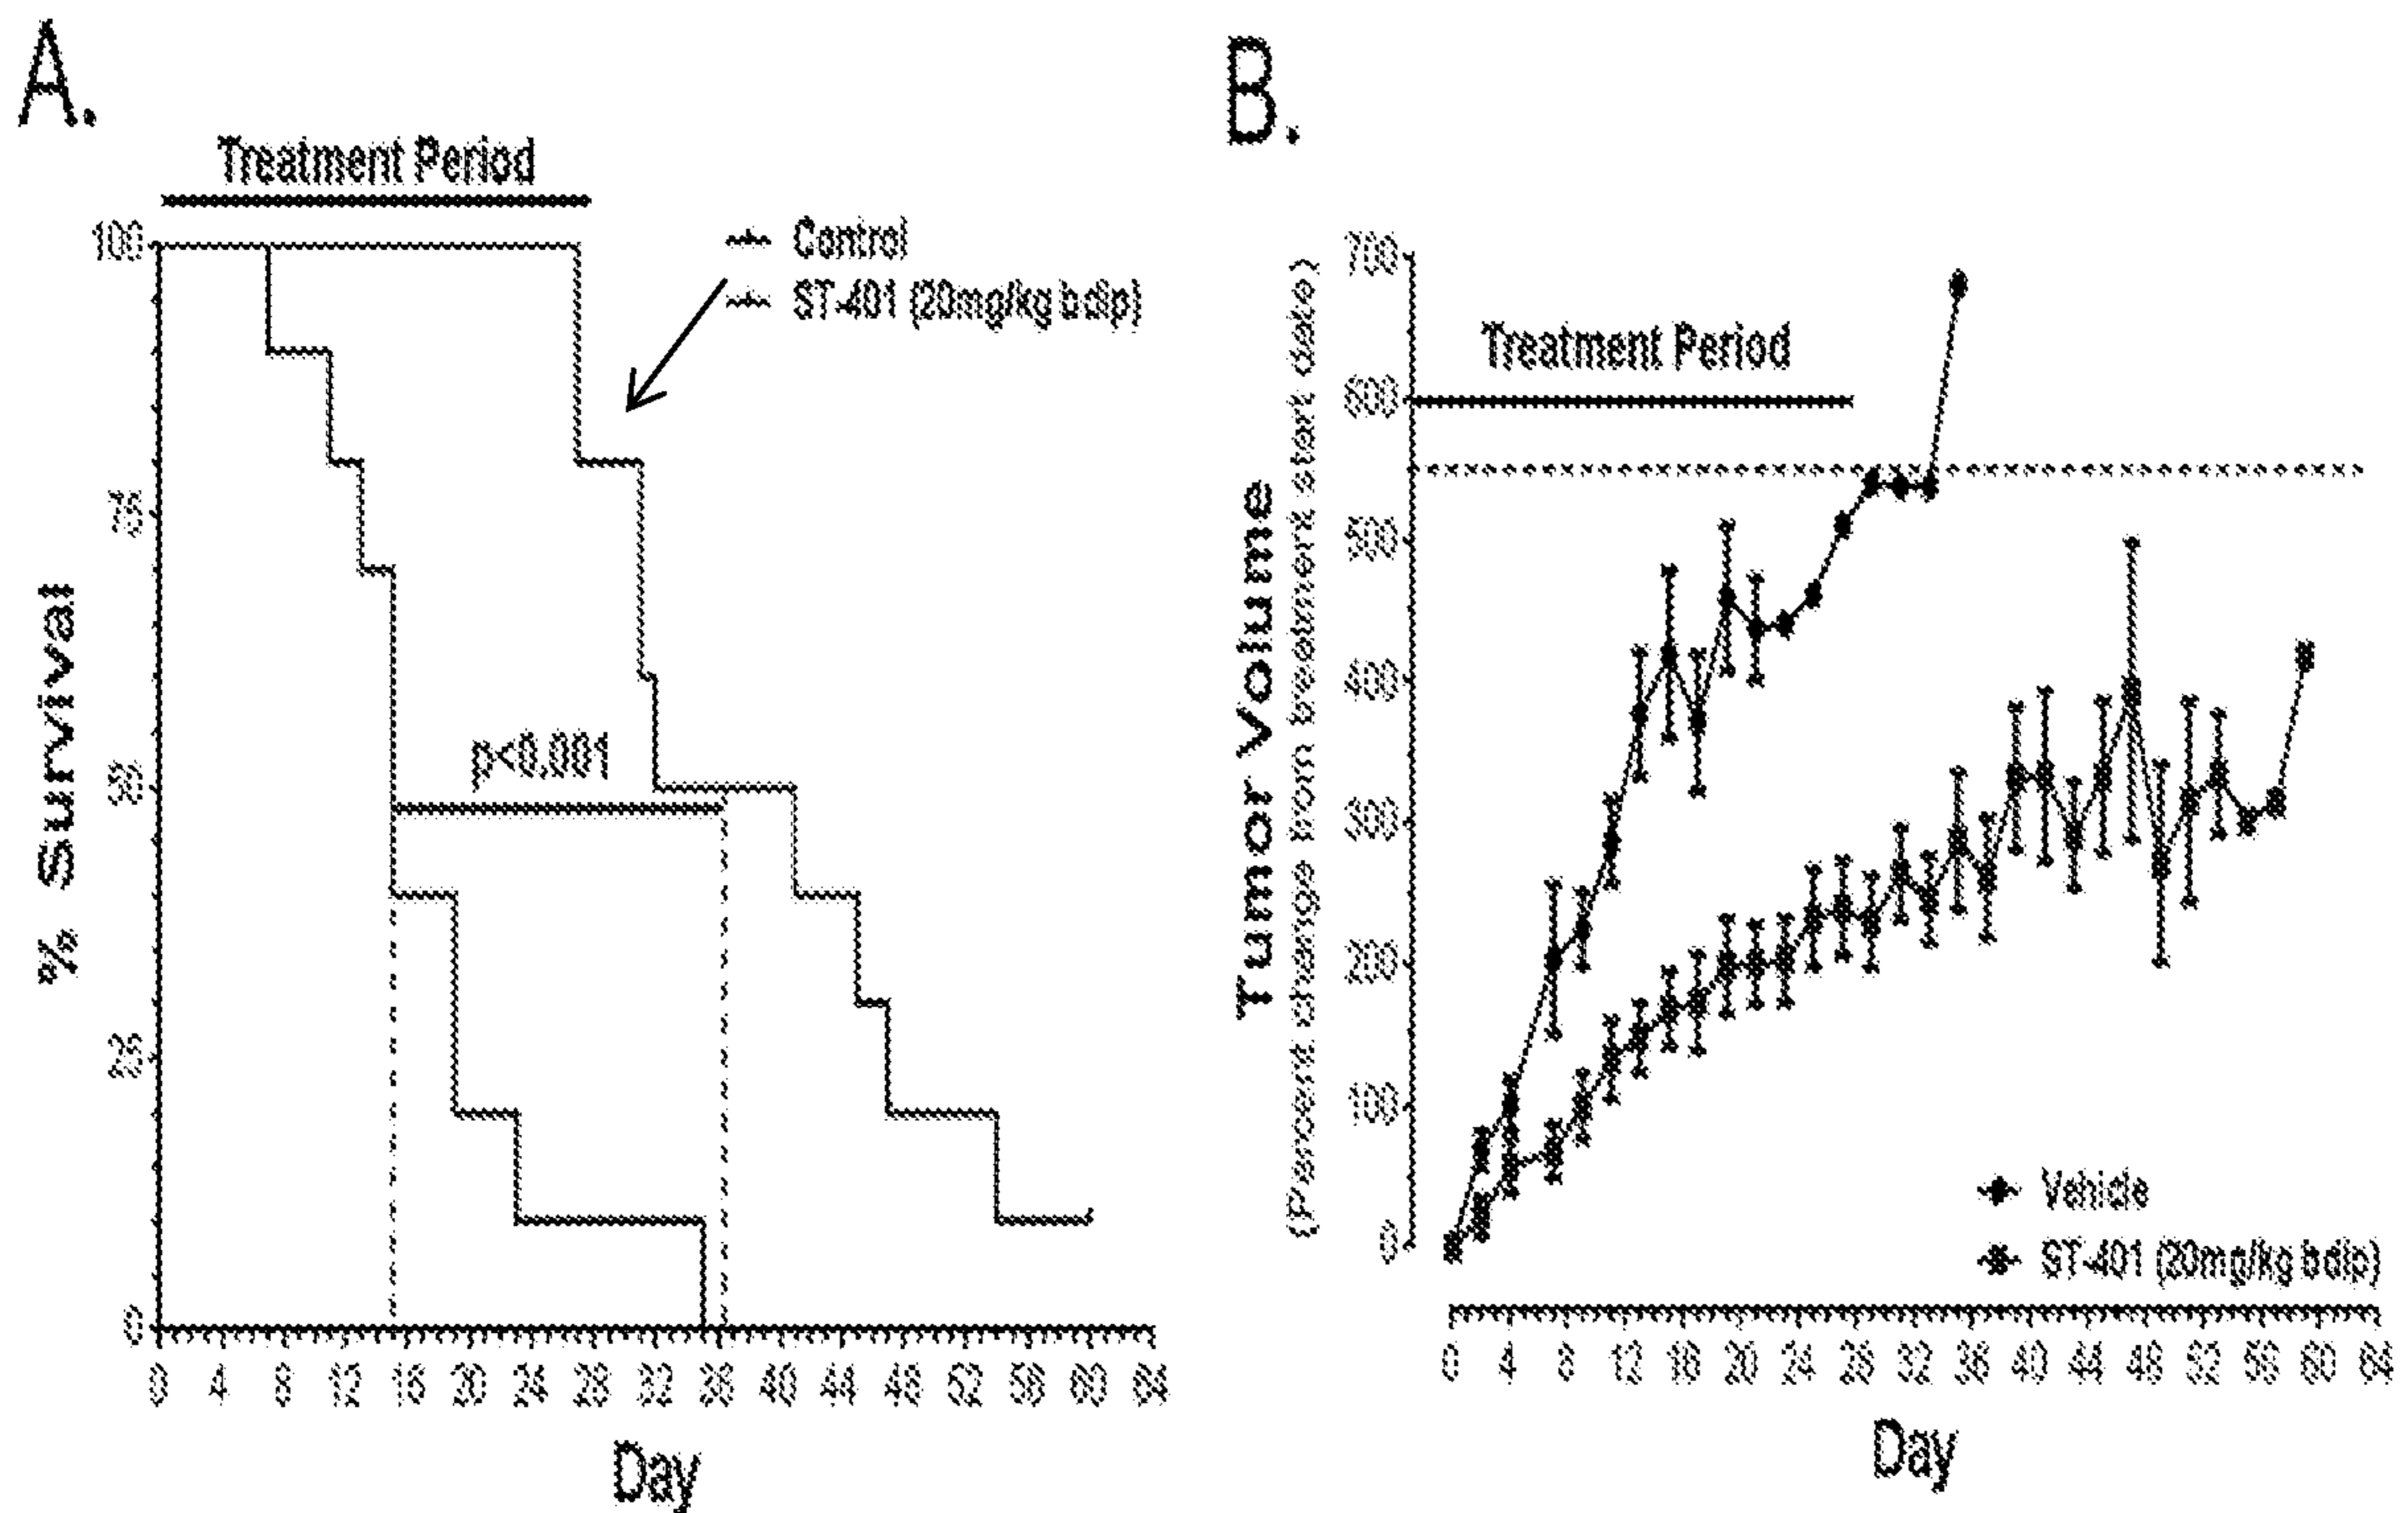 A.
Treatment Period
Control
ST-401 (20mg/kg bdip)
100
75
50
25
0
% Survival
p<0.001
0 4 8 12 16 20 24 28 32 36 40 44 48 52 56 60 64
Day
B.
Treatment Period
Tumor Volume
(Percent change from treatment start date)
700
600
500
400
300
200
100
0
Vehicle
ST-401 (20mg/kg bdip)
0 4 8 12 16 20 24 28 32 36 40 44 48 52 56 60 64
Day